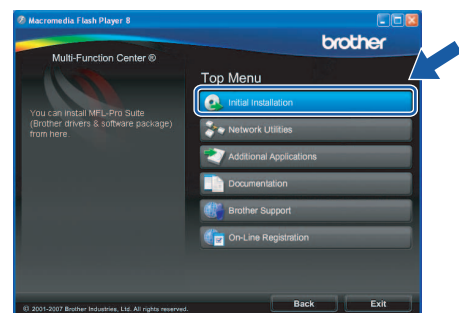 Macromedia Flash Player 8
brother
Multi-Function Center ®
Top Menu
You can install MFL-Pro Suite
(Brother drivers & software package)
from here.
Initial Installation
Network Utilities
Additional Applications
Documentation
Brother Support
On-Line Registration
© 2001-2007 Brother Industries, Ltd. All rights reserved.
Back
Exit